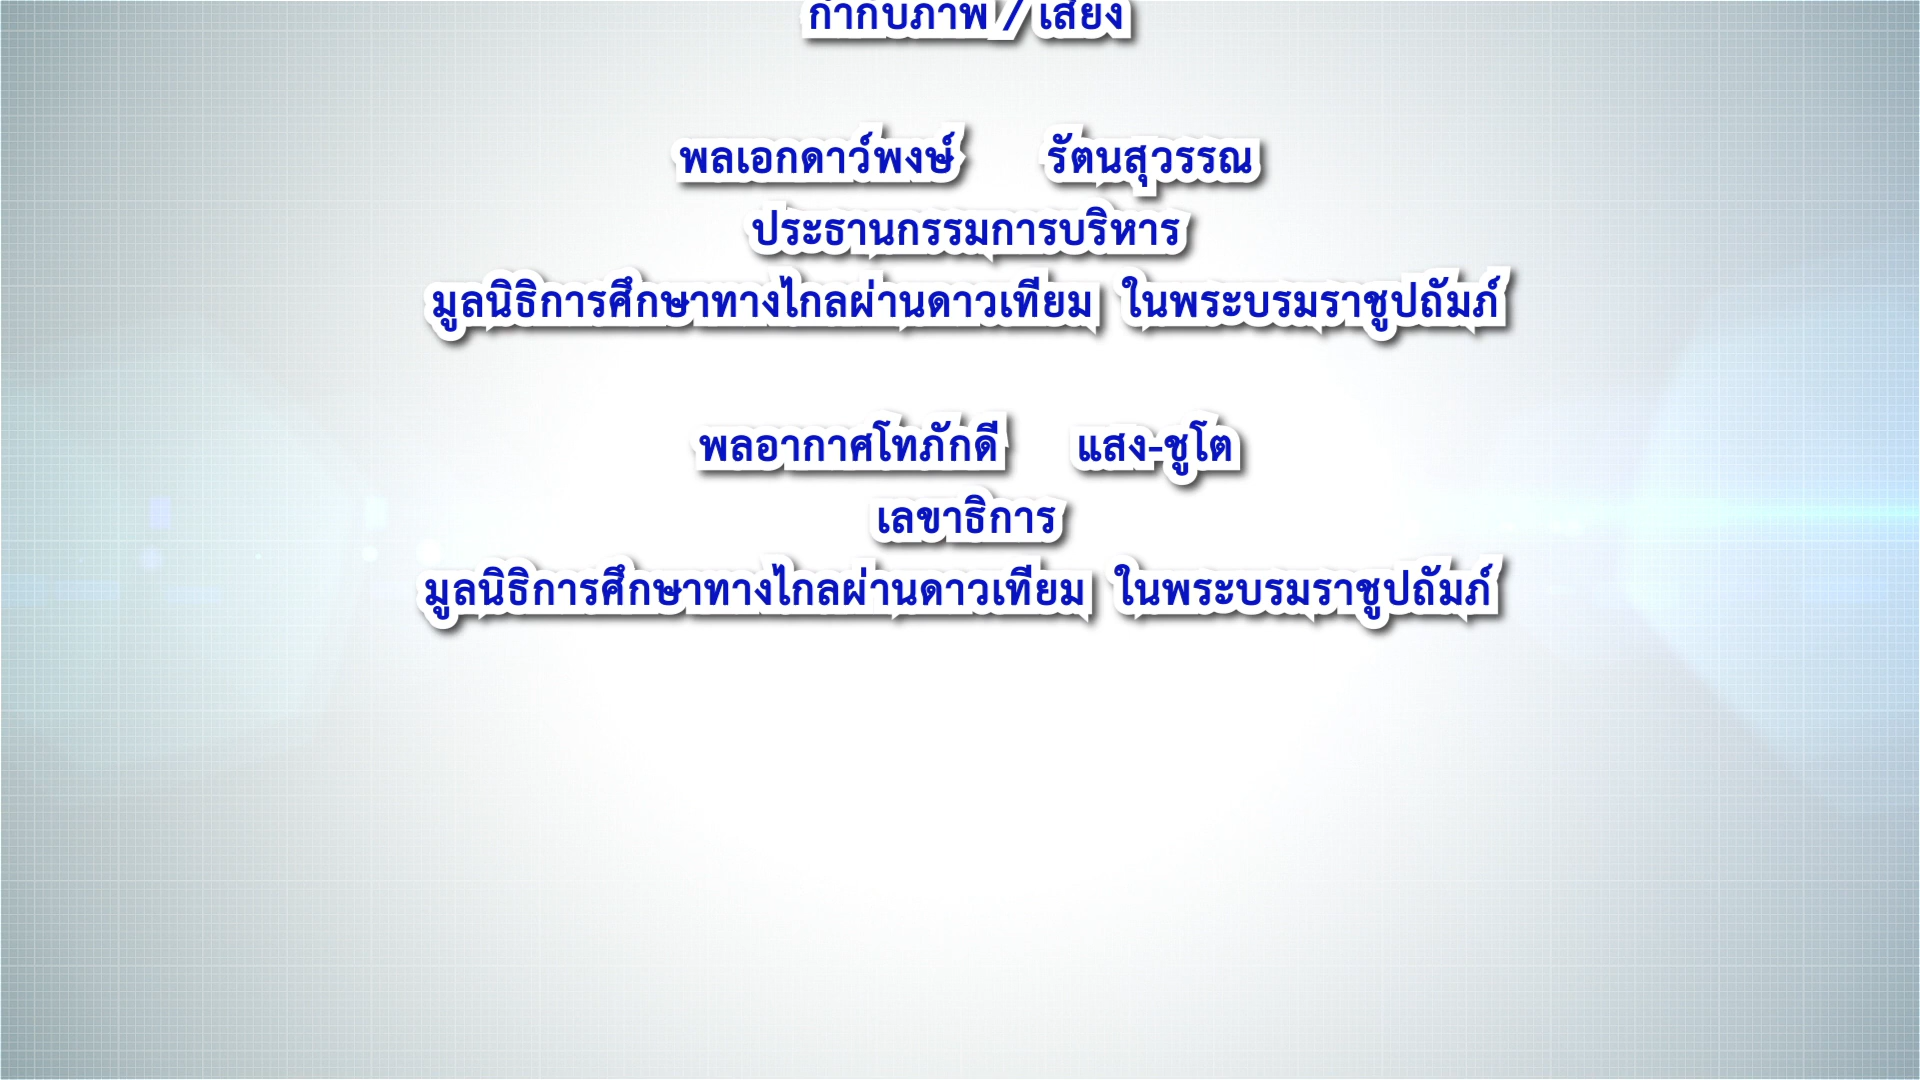 กำกับภาพ / เสียง
พลเอกดาว์พงษ์ รัตนสุวรรณ
ประธานกรรมการบริหาร
มูลนิธิการศึกษาทางไกลผ่านดาวเทียม ในพระบรมราชูปถัมภ์
พลอากาศโทภักดี แสง-ชูโต
เลขาธิการ
มูลนิธิการศึกษาทางไกลผ่านดาวเทียม ในพระบรมราชูปถัมภ์